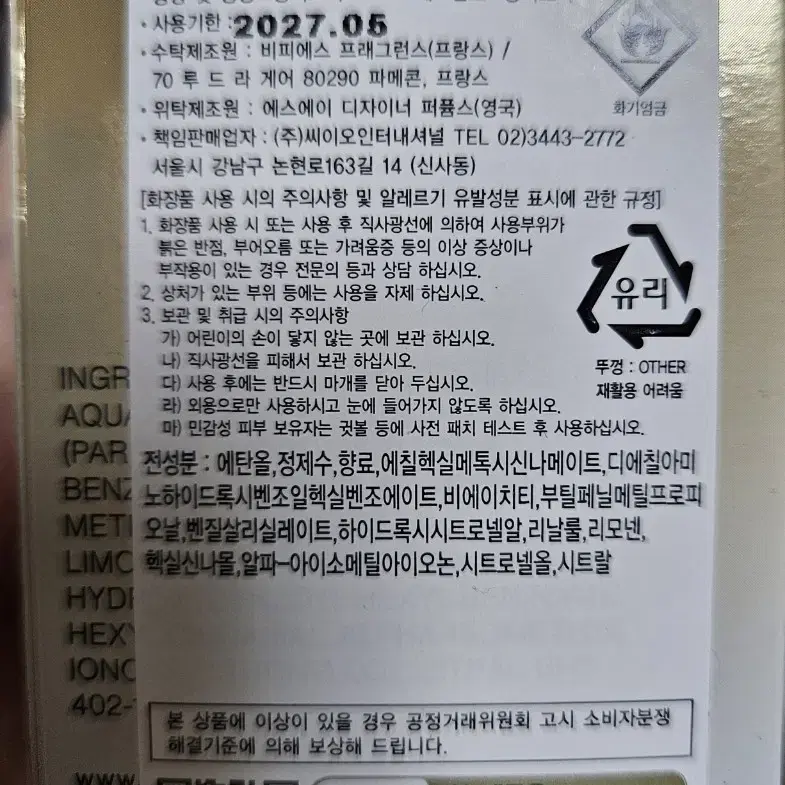 • 사용기한 : 2027.05
• 수탁제조원 : 비피에스 프래그런스(프랑스) /
70 루 드 라 게어 80290 파메콘, 프랑스
• 위탁제조원 : 에스에이 디자이너 퍼퓸스(영국)
• 책임판매업자 : (주)씨이오인터내셔널 TEL 02)3443-2772
서울시 강남구 논현로163길 14 (신사동)
화기엄금
[화장품 사용 시의 주의사항 및 알레르기 유발성분 표시에 관한 규정]
1. 화장품 사용 시 또는 사용 후 직사광선에 의하여 사용부위가
붉은 반점, 부어오름 또는 가려움증 등의 이상 증상이나
부작용이 있는 경우 전문의 등과 상담 하십시오.
2. 상처가 있는 부위 등에는 사용을 자제 하십시오.
3. 보관 및 취급 시의 주의사항
가) 어린이의 손이 닿지 않는 곳에 보관 하십시오.
나) 직사광선을 피해서 보관 하십시오.
다) 사용 후에는 반드시 마개를 닫아 두십시오.
라) 외용으로만 사용하시고 눈에 들어가지 않도록 하십시오.
마) 민감성 피부 보유자는 귓볼 등에 사전 패치 테스트 후 사용하십시오.
유리
뚜껑 : OTHER
재활용 어려움
전성분 : 에탄올,정제수,향료,에칠헥실메톡시신나메이트,디에칠아미
노하이드록시벤조일헥실벤조에이트,비에이치티,부틸페닐메틸프로피
오날,벤질살리실레이트,하이드록시시트로넬알,리날룰,리모넨,
헥실신나몰,알파-아이소메틸아이오논,시트로넬올,시트랄
본 상품에 이상이 있을 경우 공정거래위원회 고시 소비자분쟁
해결기준에 의해 보상해 드립니다.
INGR
AQUA
(PAR
BENZ
METH
LIMO
HYDR
HEXY
IONO
402-
www